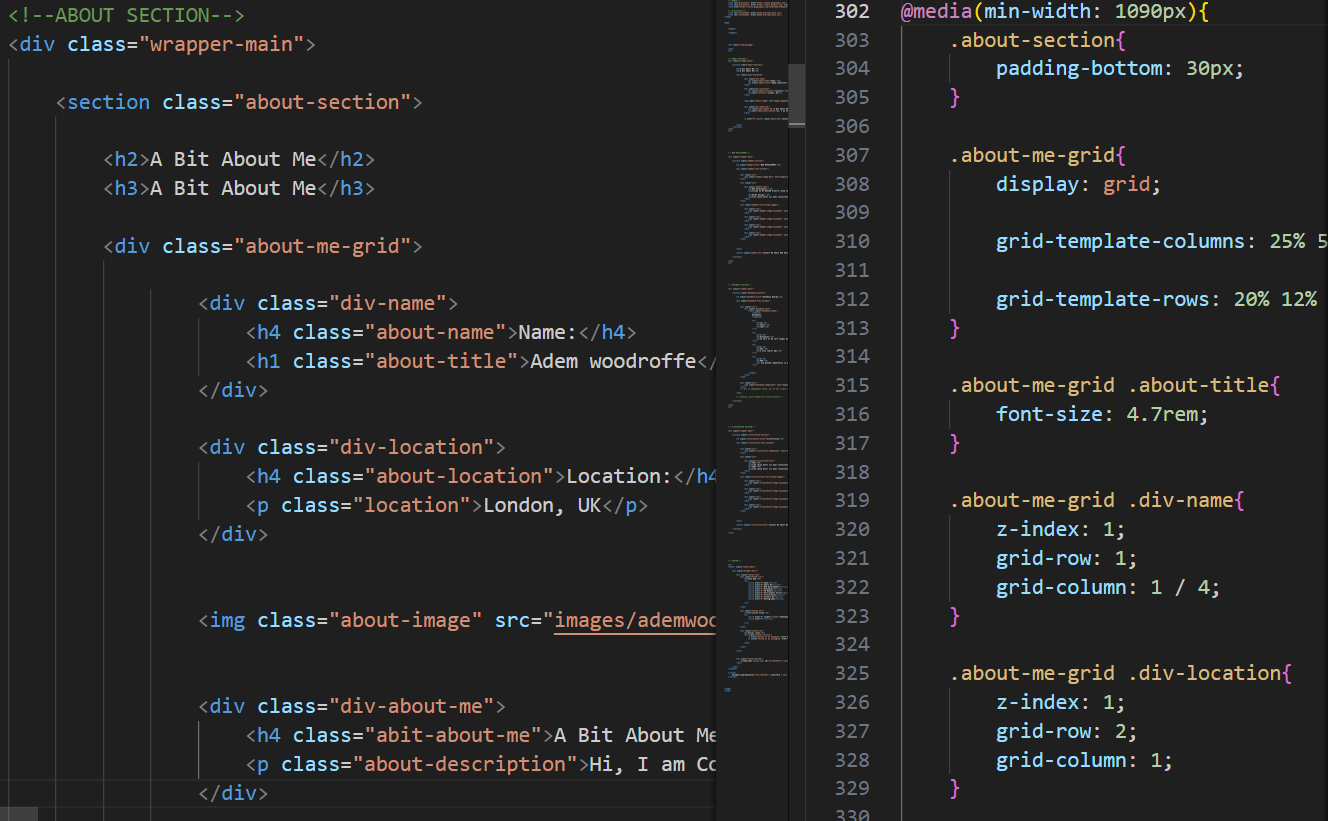 <!--ABOUT SECTION-->
<div class="wrapper-main">
<section class="about-section">
<h2>A Bit About Me</h2>
<h3>A Bit About Me</h3>
<div class="about-me-grid">
<div class="div-name">
<h4 class="about-name">Name:</h4>
<h1 class="about-title">Adem woodroffe</
</div>
<div class="div-location">
<h4 class="about-location">Location:</h4
<p class="location">London, UK</p>
</div>
<img class="about-image" src="images/ademwoo
<div class="div-about-me">
<h4 class="abit-about-me">A Bit About Me
<p class="about-description">Hi, I am Co
</div>
302 @media(min-width: 1090px){
303 .about-section{
304 padding-bottom: 30px;
305 }
306
307 .about-me-grid{
308 display: grid;
309
310 grid-template-columns: 25% 5
311
312 grid-template-rows: 20% 12%
313 }
314
315 .about-me-grid .about-title{
316 font-size: 4.7rem;
317 }
318
319 .about-me-grid .div-name{
320 z-index: 1;
321 grid-row: 1;
322 grid-column: 1 / 4;
323 }
324
325 .about-me-grid .div-location{
326 z-index: 1;
327 grid-row: 2;
328 grid-column: 1;
329 }
330